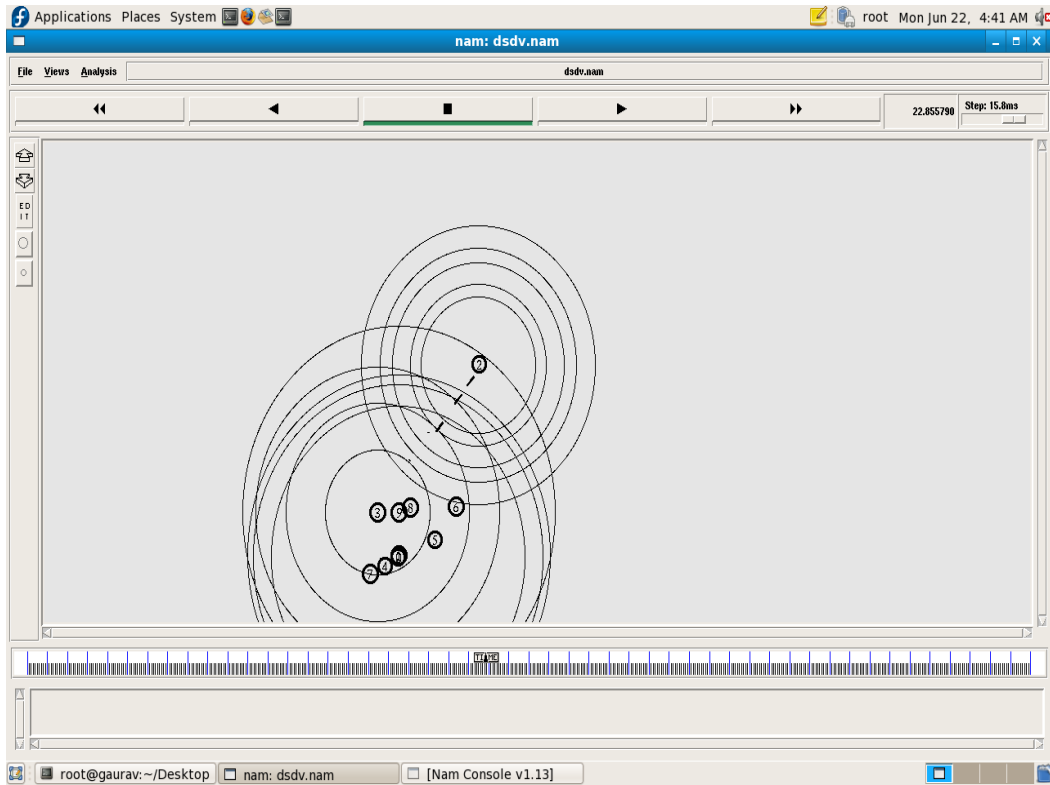 Applications Places System root Mon Jun 22, 4:41 AM
nam: dsdv.nam
File Views Analysis dsdv.nam
22.855790 Step: 15.8ms
ED
IT
2
3 9 8 6
5
7 4
TIME
root@gaurav:~/Desktop nam: dsdv.nam [Nam Console v1.13]